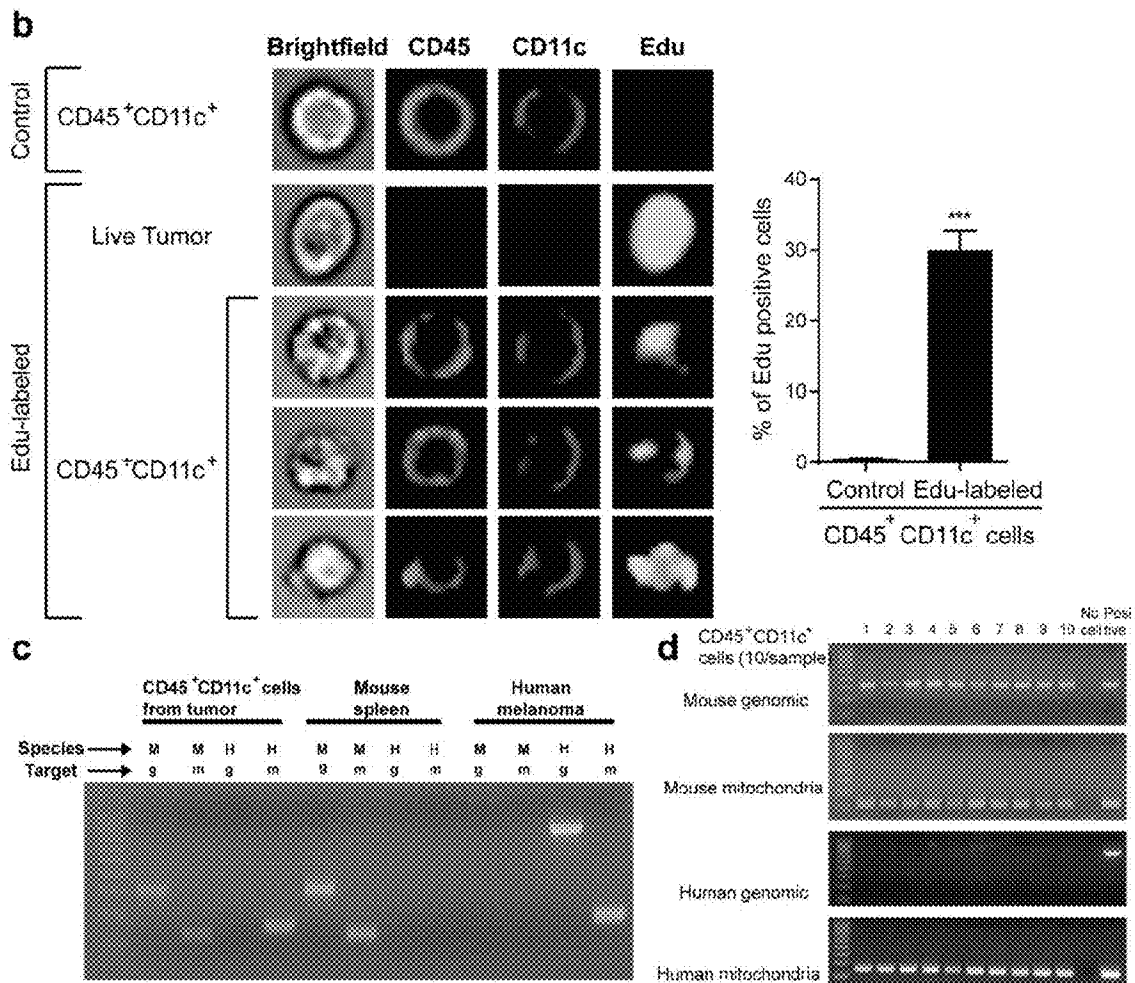 b
Brightfield CD45 CD11c Edu
Control
CD45+CD11c+
Edu-labeled
Live Tumor
CD45+CD11c+
% of Edu positive cells
40
30
20
10
0
***
Control Edu-labeled
CD45+ CD11c+ cells
c
CD45+CD11c+ cells
from tumor
Mouse
spleen
Human
melanoma
Species M M H H M M H H M M H H
Target g m g m g m g m g m g m
d
CD45+CD11c+
cells (10/sample
1 2 3 4 5 6 7 8 9 10
No Posi
cell tive
Mouse genomic
Mouse mitochondria
Human genomic
Human mitochondria